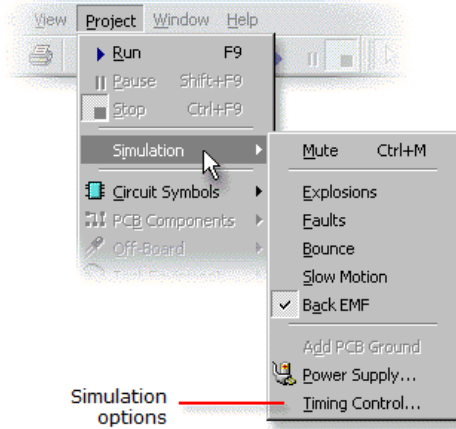 View Project Window Help
Run F9
Pause Shift+F9
Stop Ctrl+F9
Simulation
Circuit Symbols
PCB Components
Off-Board
Mute Ctrl+M
Explosions
Faults
Bounce
Slow Motion
Back EMF
Add PCB Ground
Power Supply...
Timing Control...
Simulation
options